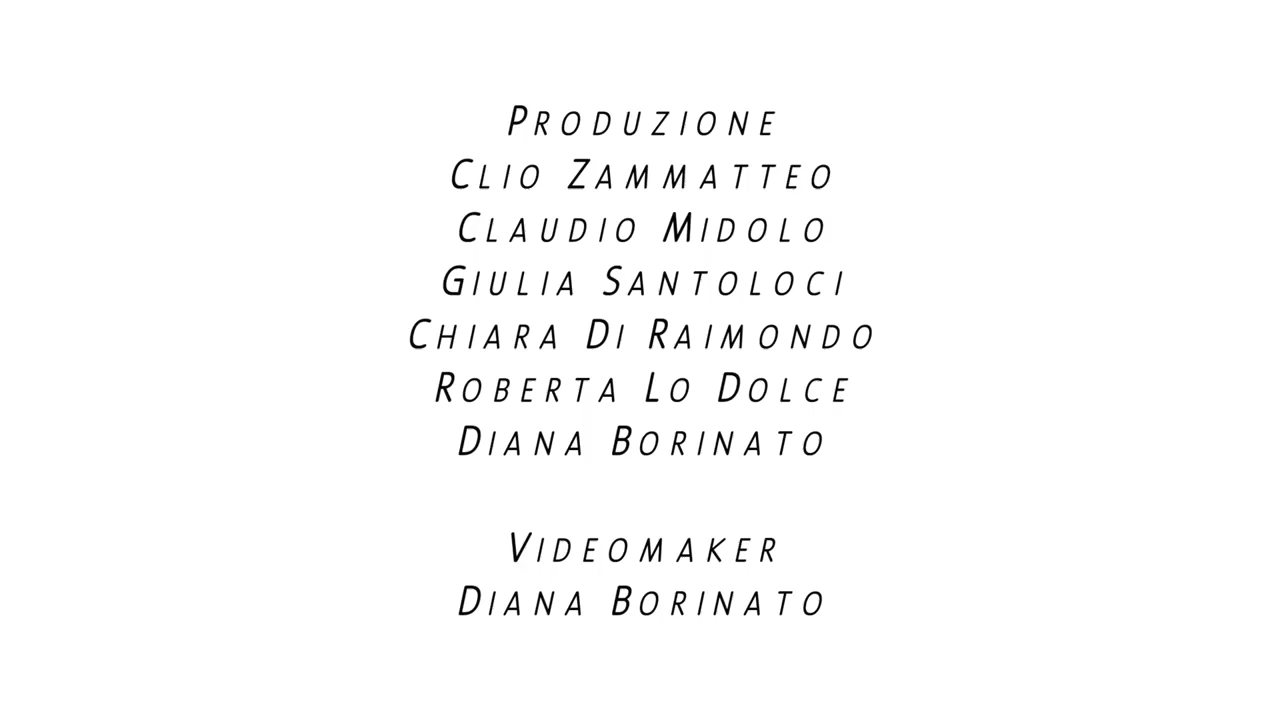 Produzione
Clio Zammatteo
Claudio Midolo
Giulia Santoloci
Chiara Di Raimondo
Roberta Lo Dolce
Diana Borinato
Videomaker
Diana Borinato